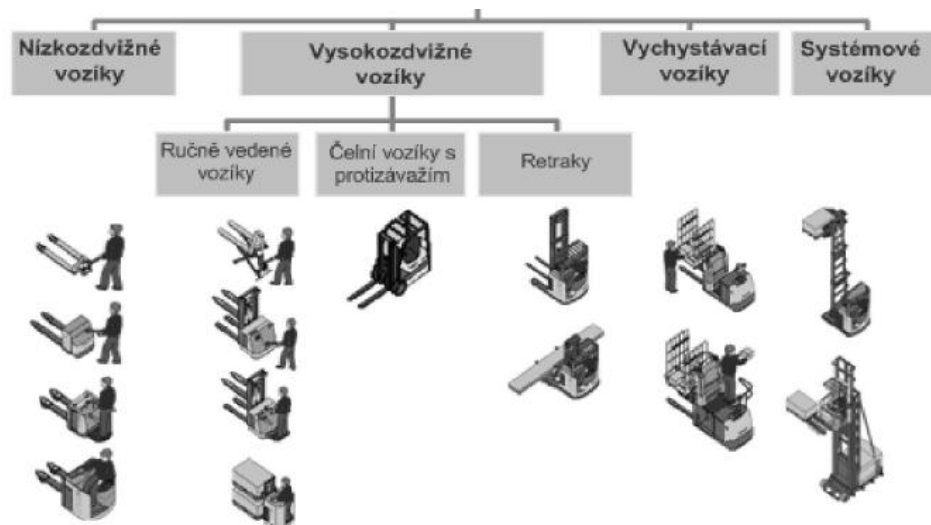 Nízkozdvižné
vozíky
Vysokozdvižné
vozíky
Vychystávací
vozíky
Systémové
vozíky
Ručně vedené
vozíky
Čelní vozíky s
protizávažím
Retraky